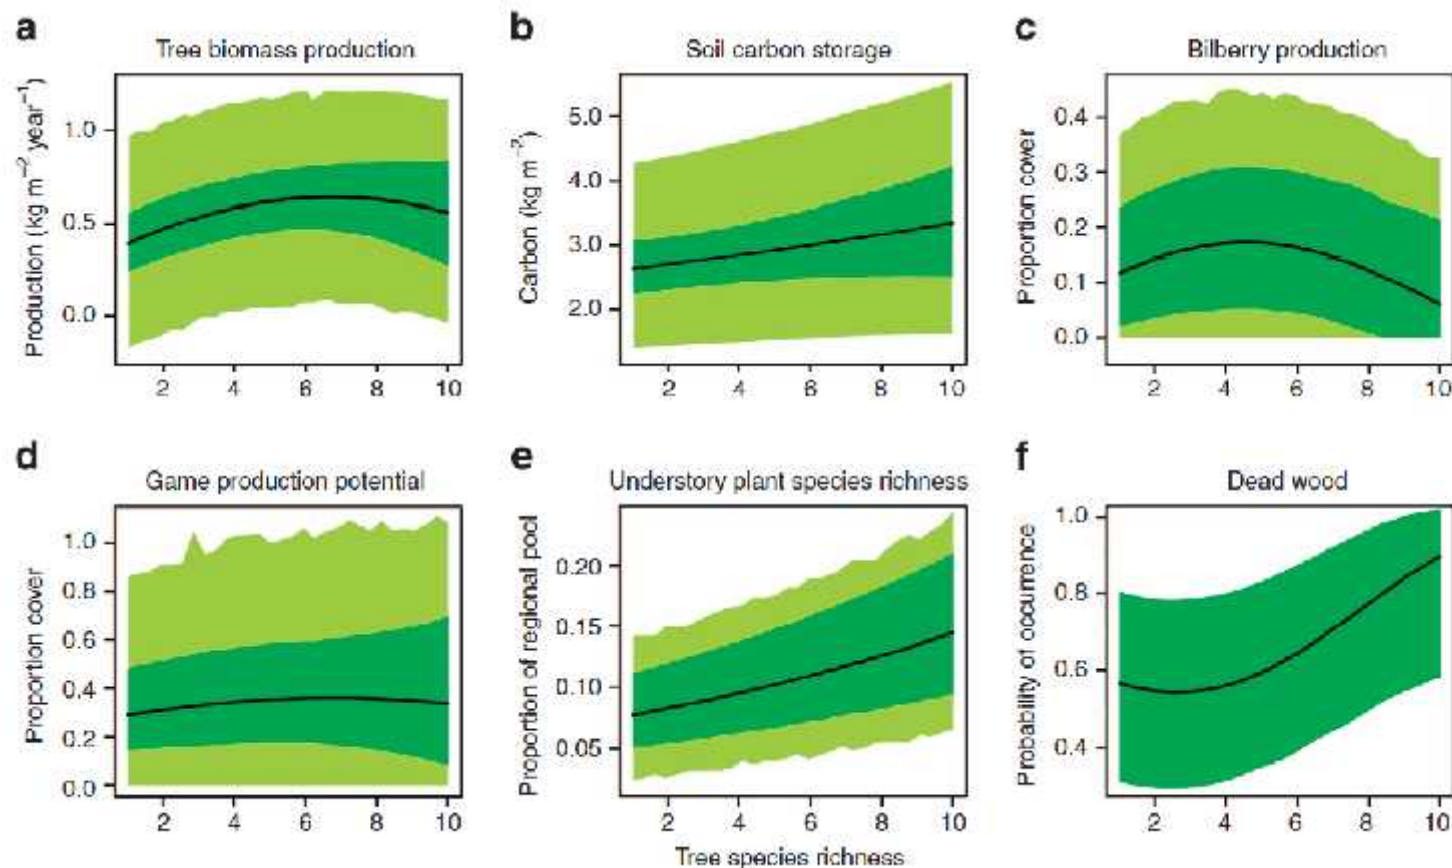 a
Tree biomass production
Production (kg m⁻² year⁻¹)
1.0
0.5
0.0
2 4 6 8 10
b
Soil carbon storage
Carbon (kg m⁻²)
5.0
4.0
3.0
2.0
2 4 6 8 10
c
Bilberry production
Proportion cover
0.4
0.3
0.2
0.1
0.0
2 4 6 8 10
d
Game production potential
Proportion cover
1.0
0.8
0.6
0.4
0.2
0.0
2 4 6 8 10
e
Understory plant species richness
Proportion of regional pool
0.20
0.15
0.10
0.05
2 4 6 8 10
Tree species richness
f
Dead wood
Probability of occurrence
1.0
0.8
0.6
0.4
2 4 6 8 10